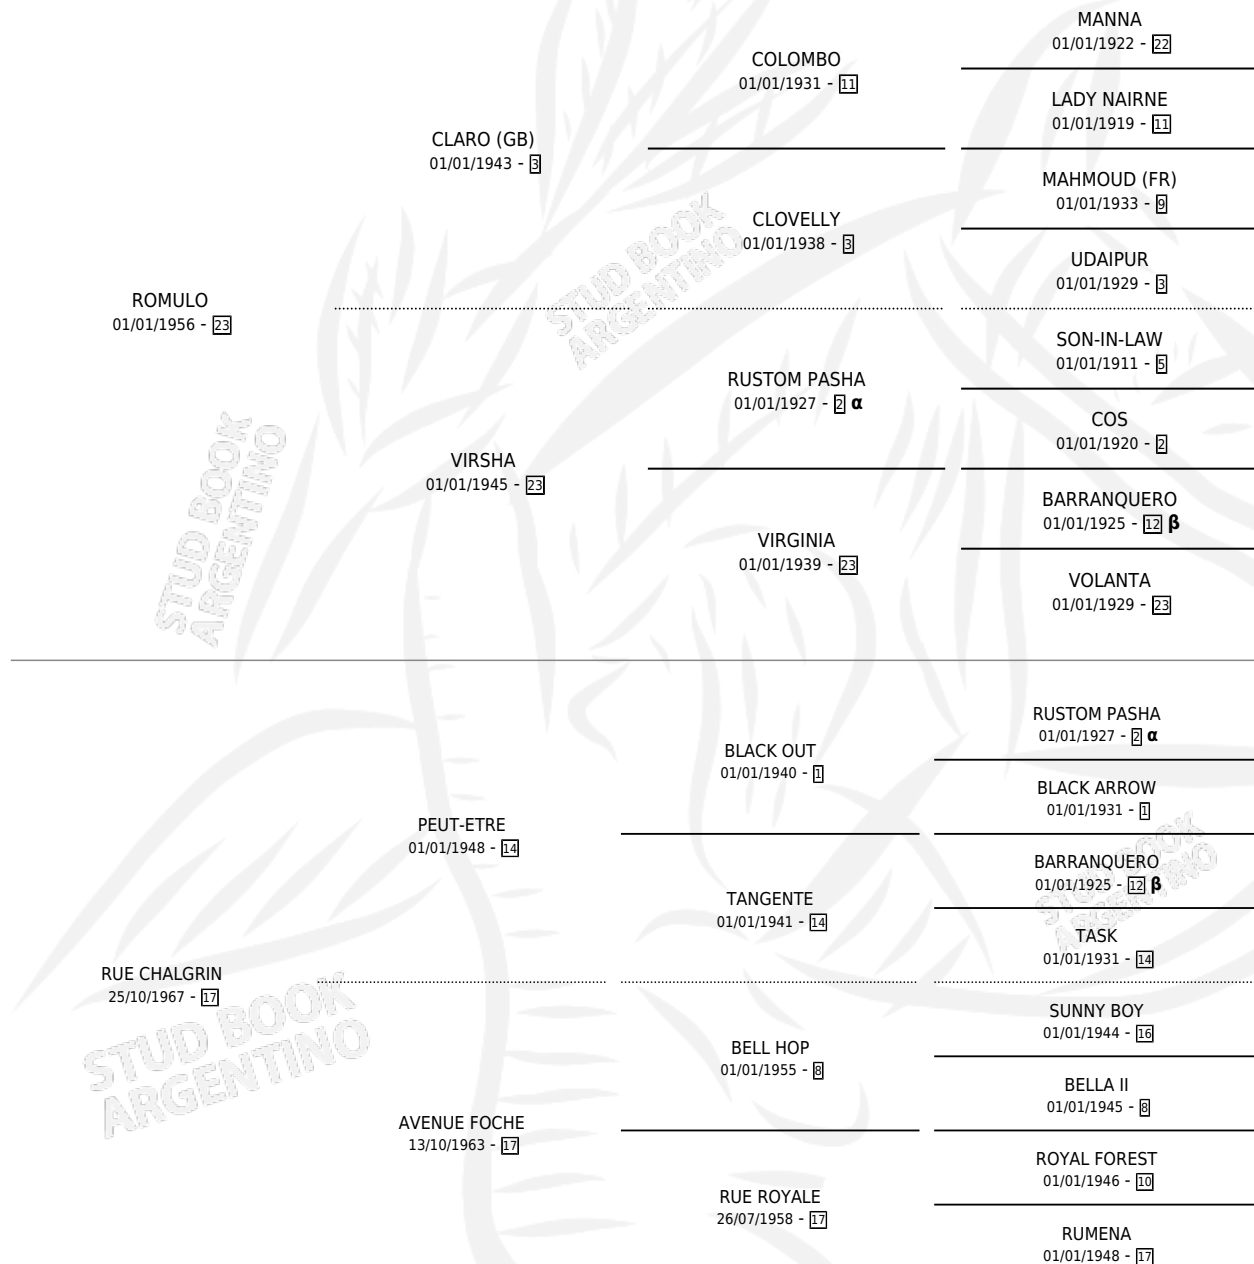 MANNA
01/01/1922 - 22
COLOMBO
01/01/1931 - 11
LADY NAIRNE
01/01/1919 - 11
CLARO (GB)
01/01/1943 - 3
MAHMOUD (FR)
01/01/1933 - 9
CLOVELLY
01/01/1938 - 3
UDAIPUR
01/01/1929 - 3
ROMULO
01/01/1956 - 23
STUD BOOK
ARGENTINO
SON-IN-LAW
01/01/1911 - 5
RUSTOM PASHA
01/01/1927 - 2 α
COS
01/01/1920 - 2
VIRSHA
01/01/1945 - 23
BARRANQUERO
01/01/1925 - 12 β
VIRGINIA
01/01/1939 - 23
VOLANTA
01/01/1929 - 23
STUD BOOK
ARGENTINO
RUSTOM PASHA
01/01/1927 - 2 α
BLACK OUT
01/01/1940 - 1
BLACK ARROW
01/01/1931 - 1
PEUT-ETRE
01/01/1948 - 14
BARRANQUERO
01/01/1925 - 12 β
TANGENTE
01/01/1941 - 14
TASK
01/01/1931 - 14
STUD BOOK
ARGENTINO
RUE CHALGRIN
25/10/1967 - 17
STUD BOOK
ARGENTINO
SUNNY BOY
01/01/1944 - 16
BELL HOP
01/01/1955 - 8
BELLA II
01/01/1945 - 8
AVENUE FOCHE
13/10/1963 - 17
ROYAL FOREST
01/01/1946 - 10
RUE ROYALE
26/07/1958 - 17
RUMENA
01/01/1948 - 17